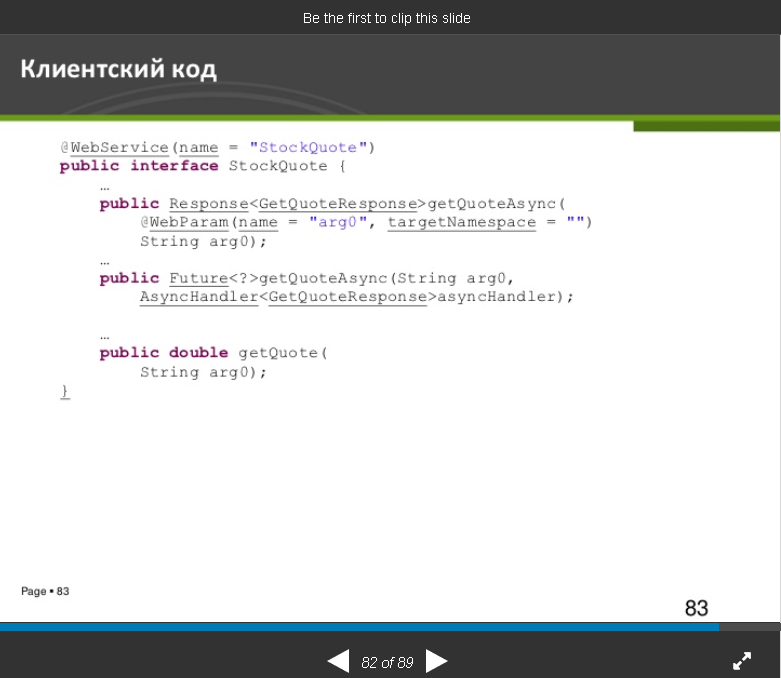 Be the first to clip this slide
Клиентский код
@WebService(name = "StockQuote")
public interface StockQuote {
…
public Response<GetQuoteResponse>getQuoteAsync(
@WebParam(name = "arg0", targetNamespace = "")
String arg0);
…
public Future<?>getQuoteAsync(String arg0,
AsyncHandler<GetQuoteResponse>asyncHandler);
…
public double getQuote(
String arg0);
}
Page ▪ 83
83
82 of 89